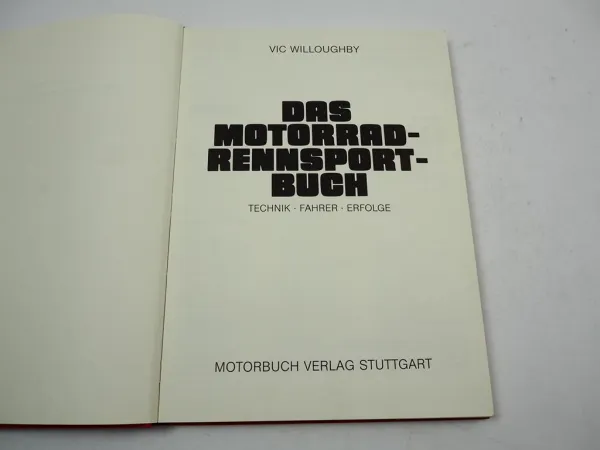 VIC WILLOUGHBY
DAS
MOTORRAD-
RENNSPORT-
BUCH
TECHNIK · FAHRER · ERFOLGE
MOTORBUCH VERLAG STUTTGART